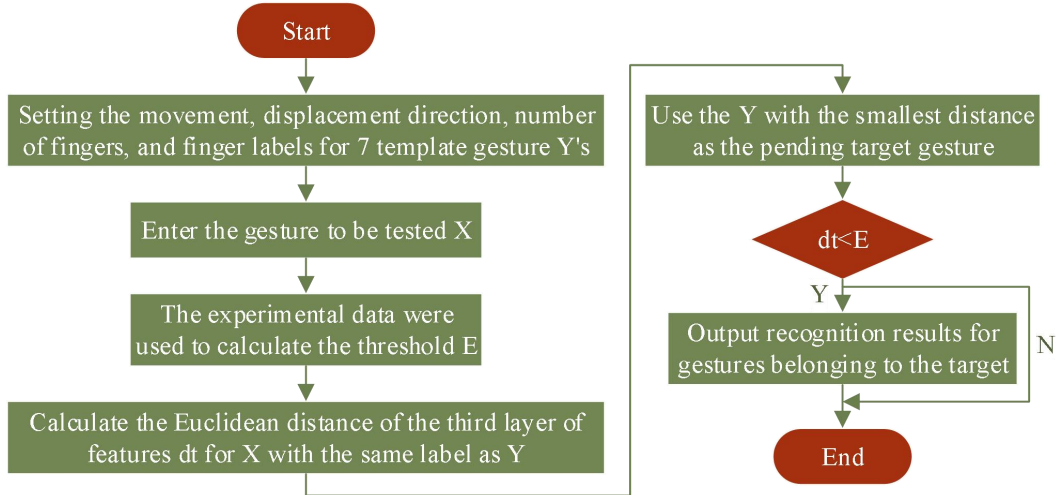 Start
Setting the movement, displacement direction, number
of fingers, and finger labels for 7 template gesture Y's
Enter the gesture to be tested X
The experimental data were
used to calculate the threshold E
Calculate the Euclidean distance of the third layer of
features dt for X with the same label as Y
Use the Y with the smallest distance
as the pending target gesture
dt<E
Y
N
Output recognition results for
gestures belonging to the target
End